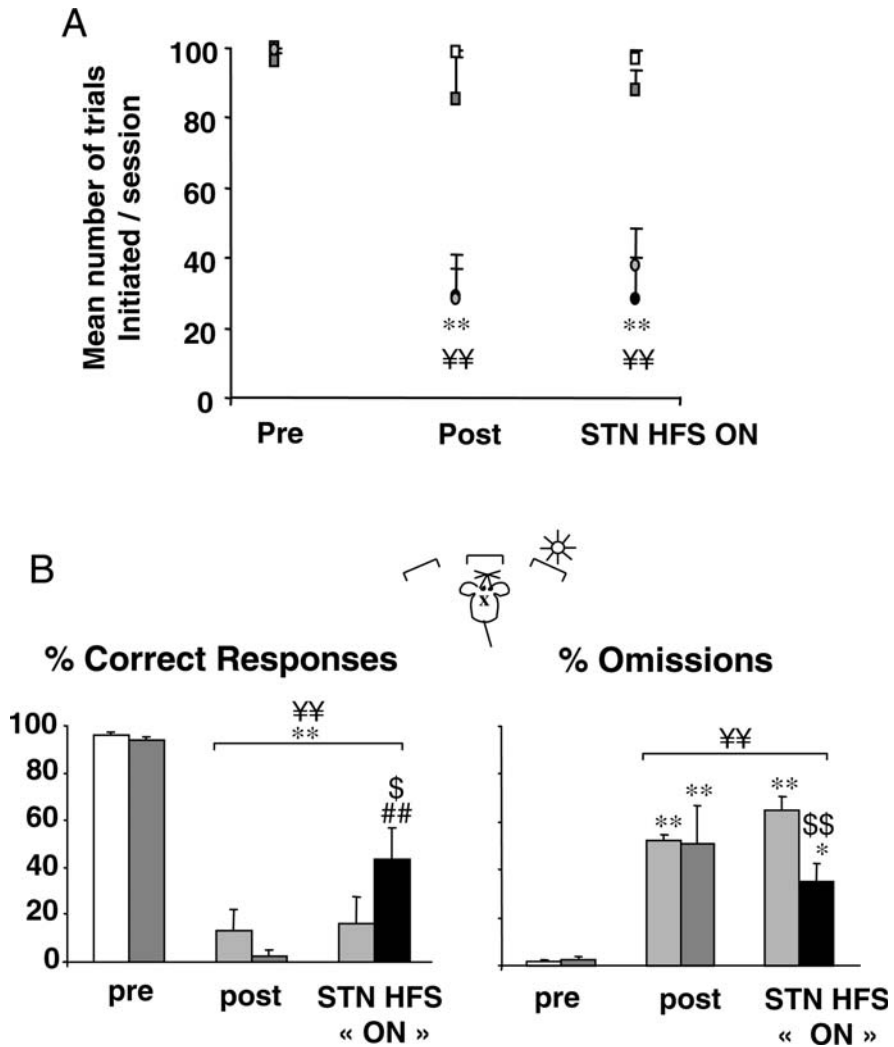 A
Mean number of trials
Initiated / session
100
80
60
40
20
0
** **
¥¥ ¥¥
Pre Post STN HFS ON
B
x
% Correct Responses
100
80
60
40
20
0
¥¥
**
$
##
pre post STN HFS
« ON »
% Omissions
¥¥
** ** **
$$
*
pre post STN HFS
« ON »